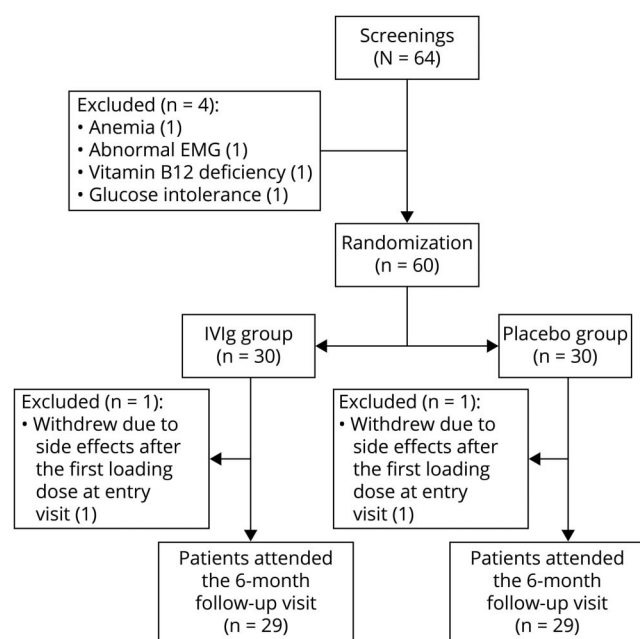 Screenings
(N = 64)
Excluded (n = 4):
• Anemia (1)
• Abnormal EMG (1)
• Vitamin B12 deficiency (1)
• Glucose intolerance (1)
Randomization
(n = 60)
IVIg group
(n = 30)
Placebo group
(n = 30)
Excluded (n = 1):
• Withdrew due to
side effects after
the first loading
dose at entry
visit (1)
Excluded (n = 1):
• Withdrew due to
side effects after
the first loading
dose at entry
visit (1)
Patients attended
the 6-month
follow-up visit
(n = 29)
Patients attended
the 6-month
follow-up visit
(n = 29)